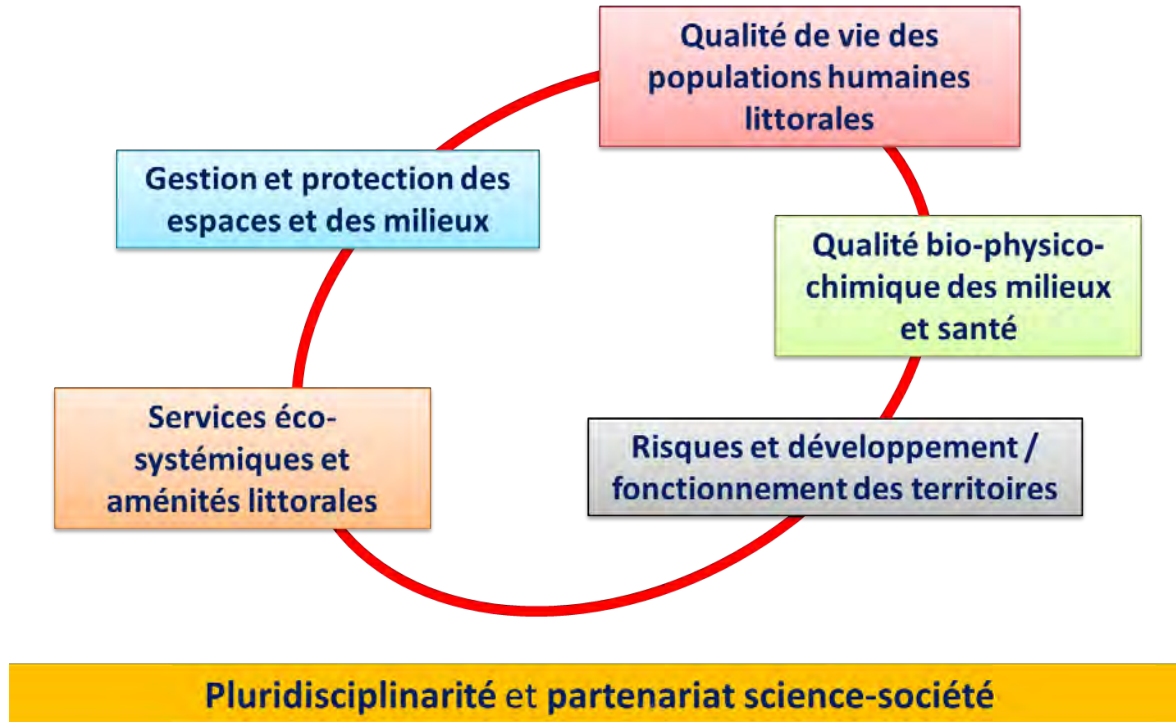 Qualité de vie des
populations humaines
littorales
Gestion et protection des
espaces et des milieux
Qualité bio-physico-
chimique des milieux
et santé
Services éco-
systémiques et
aménités littorales
Risques et développement /
fonctionnement des territoires
Pluridisciplinarité et partenariat science-société